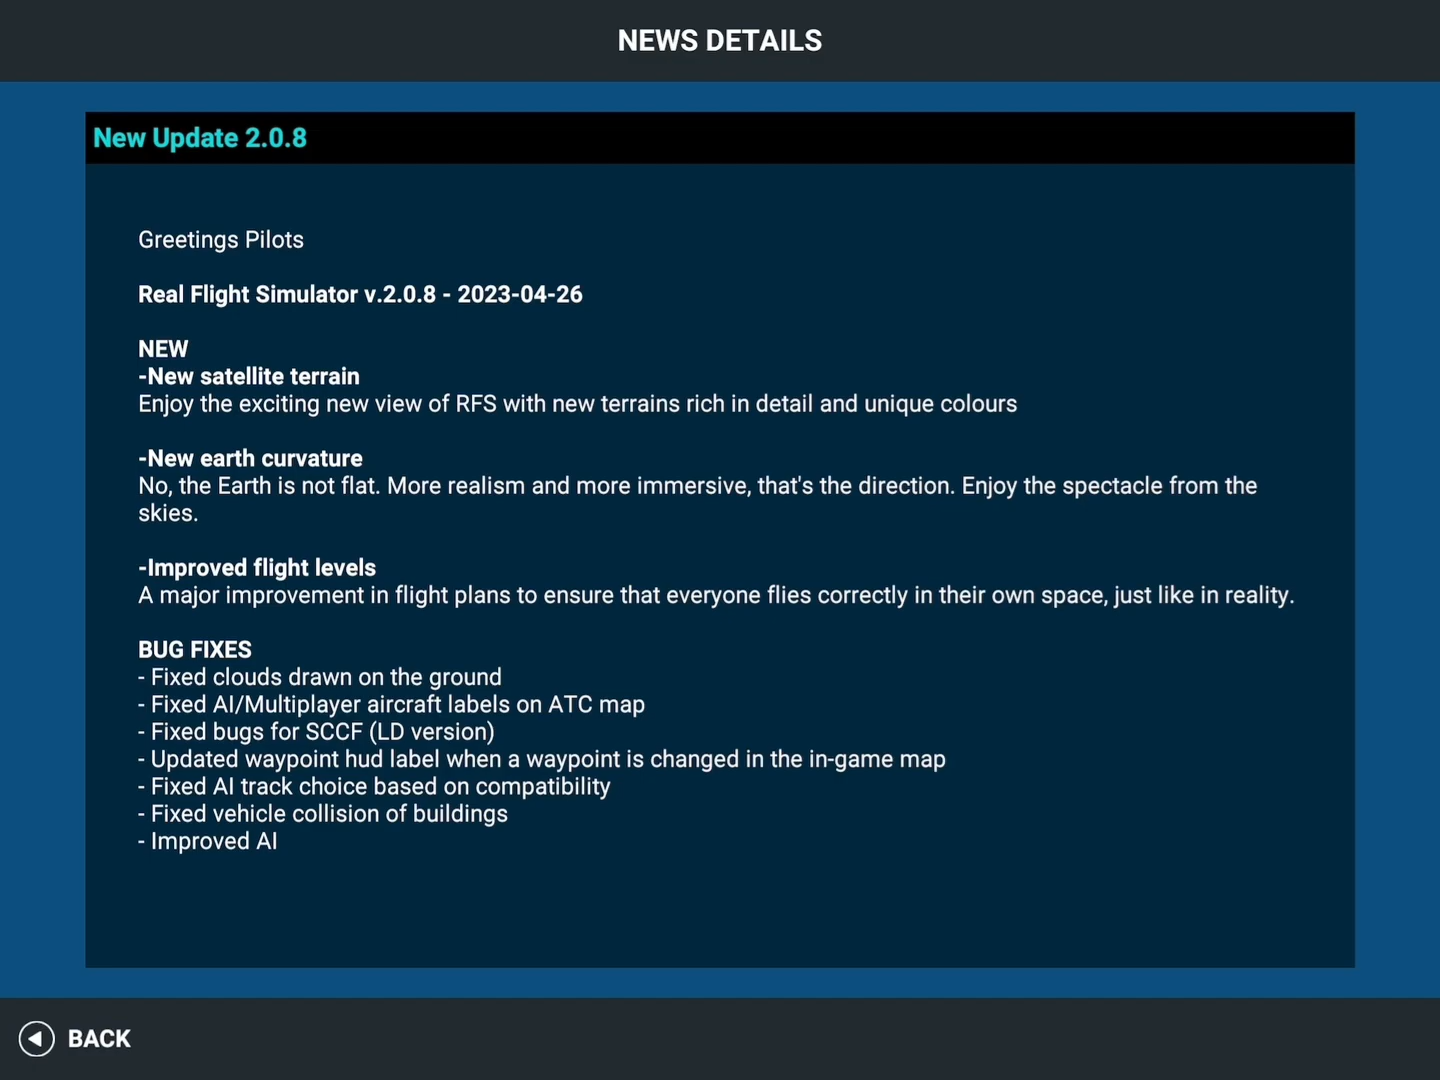 NEWS DETAILS
New Update 2.0.8
Greetings Pilots
Real Flight Simulator v.2.0.8 - 2023-04-26
NEW
-New satellite terrain
Enjoy the exciting new view of RFS with new terrains rich in detail and unique colours
-New earth curvature
No, the Earth is not flat. More realism and more immersive, that's the direction. Enjoy the spectacle from the
skies.
-Improved flight levels
A major improvement in flight plans to ensure that everyone flies correctly in their own space, just like in reality.
BUG FIXES
- Fixed clouds drawn on the ground
- Fixed AI/Multiplayer aircraft labels on ATC map
- Fixed bugs for SCCF (LD version)
- Updated waypoint hud label when a waypoint is changed in the in-game map
- Fixed AI track choice based on compatibility
- Fixed vehicle collision of buildings
- Improved AI
BACK